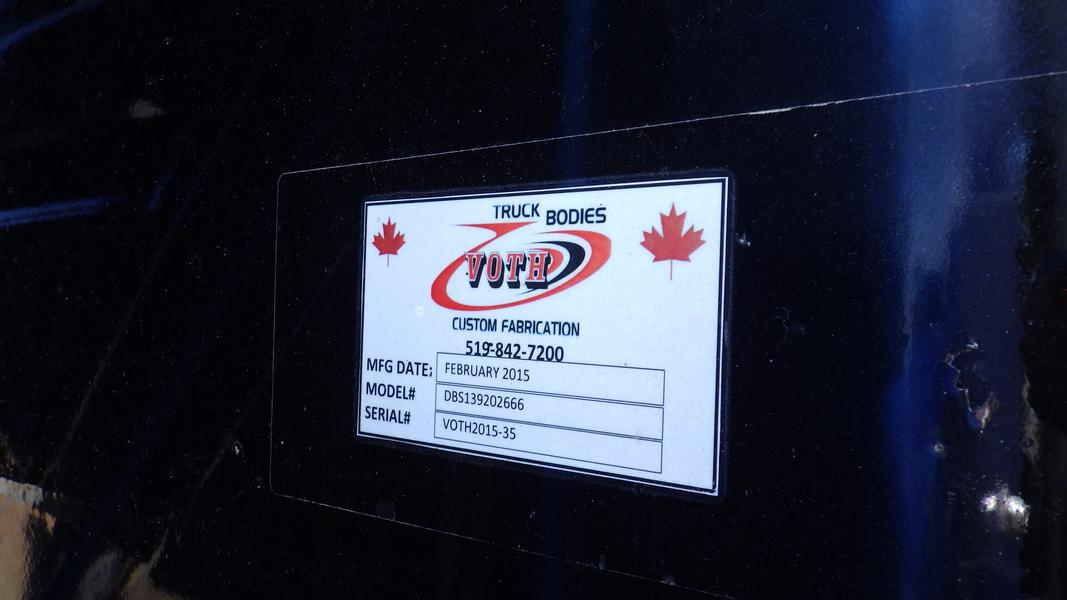 TRUCK BODIES
VOTH
CUSTOM FABRICATION
519-842-7200
MFG DATE: FEBRUARY 2015
MODEL# DBS139202666
SERIAL# VOTH2015-35